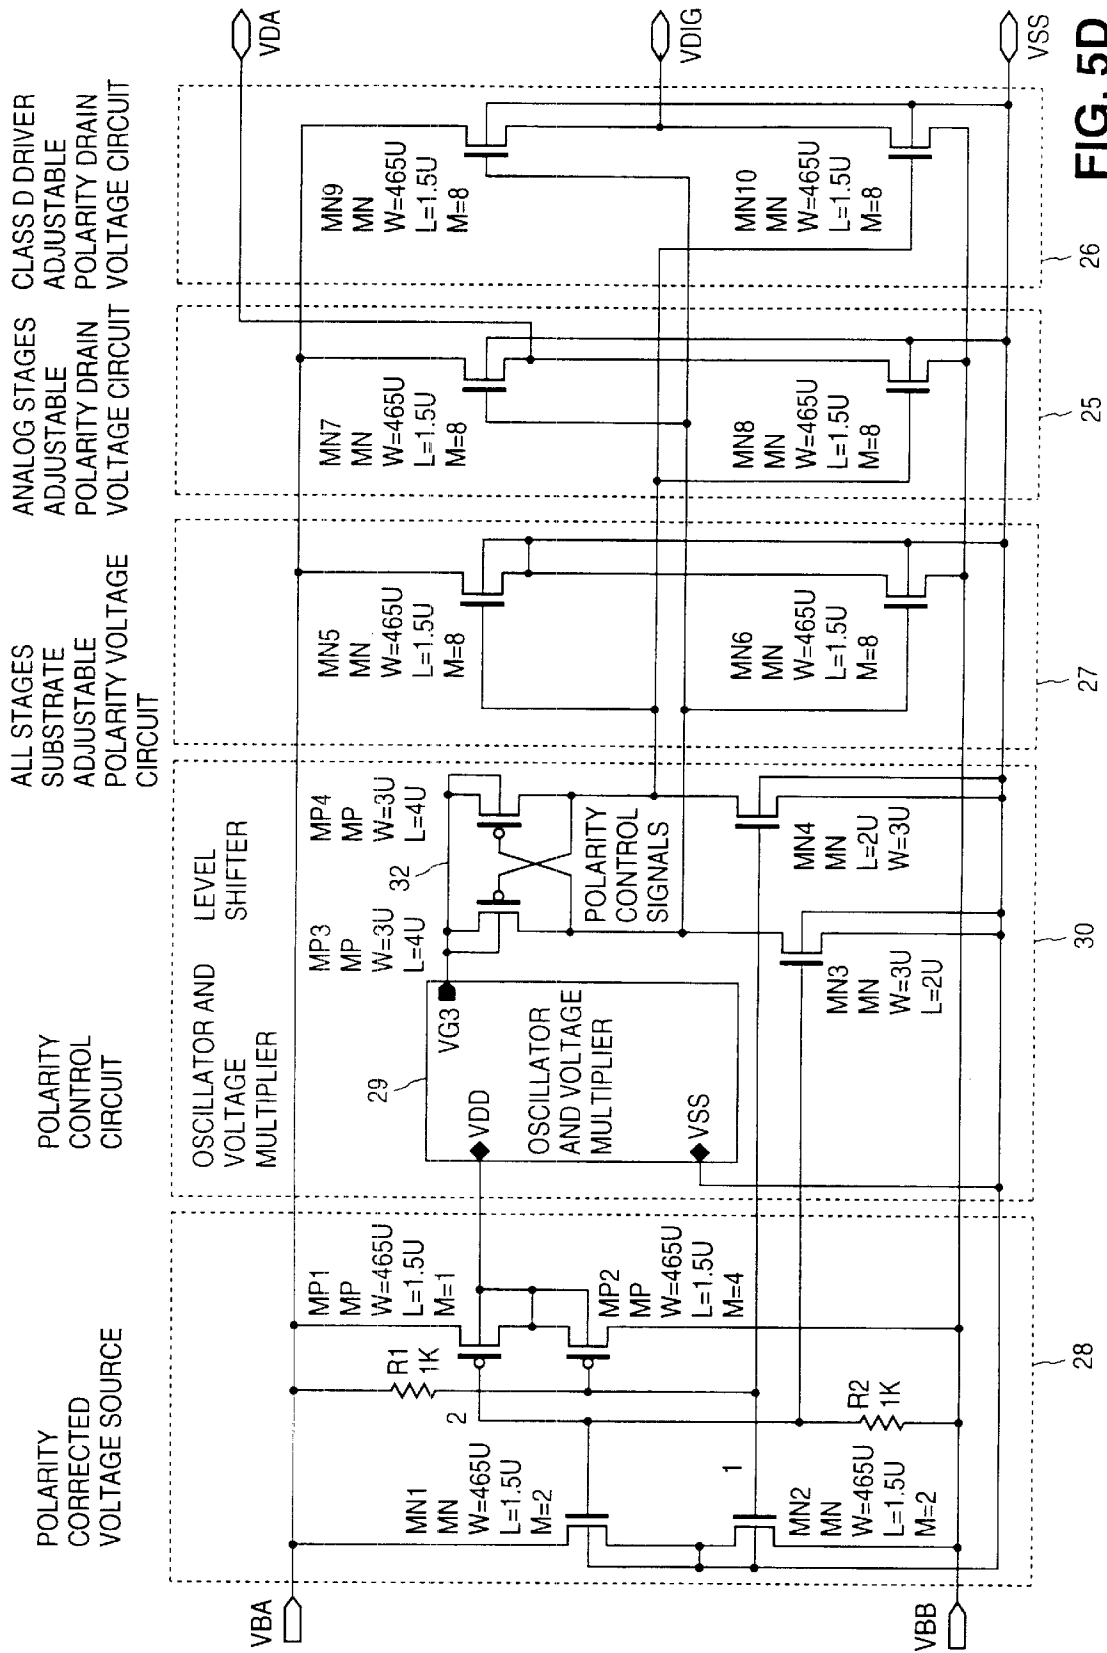 POLARITY
CORRECTED
VOLTAGE SOURCE
POLARITY
CONTROL
CIRCUIT
ALL STAGES
SUBSTRATE
ADJUSTABLE
POLARITY VOLTAGE
CIRCUIT
ANALOG STAGES
ADJUSTABLE
POLARITY DRAIN
VOLTAGE CIRCUIT
CLASS D DRIVER
ADJUSTABLE
POLARITY DRAIN
VOLTAGE CIRCUIT
VBA
VBB
MN1
MN
W=465U
L=1.5U
M=2
2
R1
1K
MP1
MP
W=465U
L=1.5U
M=1
MP2
MP
W=465U
L=1.5U
M=4
1
MN2
MN
W=465U
L=1.5U
M=2
R2
1K
28
OSCILLATOR AND
VOLTAGE
MULTIPLIER
LEVEL
SHIFTER
29
VDD
VG3
OSCILLATOR
AND VOLTAGE
MULTIPLIER
VSS
MP3
MP
W=3U
L=4U
32
MP4
MP
W=3U
L=4U
POLARITY
CONTROL
SIGNALS
MN3
MN
W=3U
L=2U
MN4
MN
L=2U
W=3U
30
MN5
MN
W=465U
L=1.5U
M=8
MN6
MN
W=465U
L=1.5U
M=8
27
MN7
MN
W=465U
L=1.5U
M=8
MN8
MN
W=465U
L=1.5U
M=8
25
MN9
MN
W=465U
L=1.5U
M=8
MN10
MN
W=465U
L=1.5U
M=8
26
VDA
VDIG
VSS
FIG. 5D